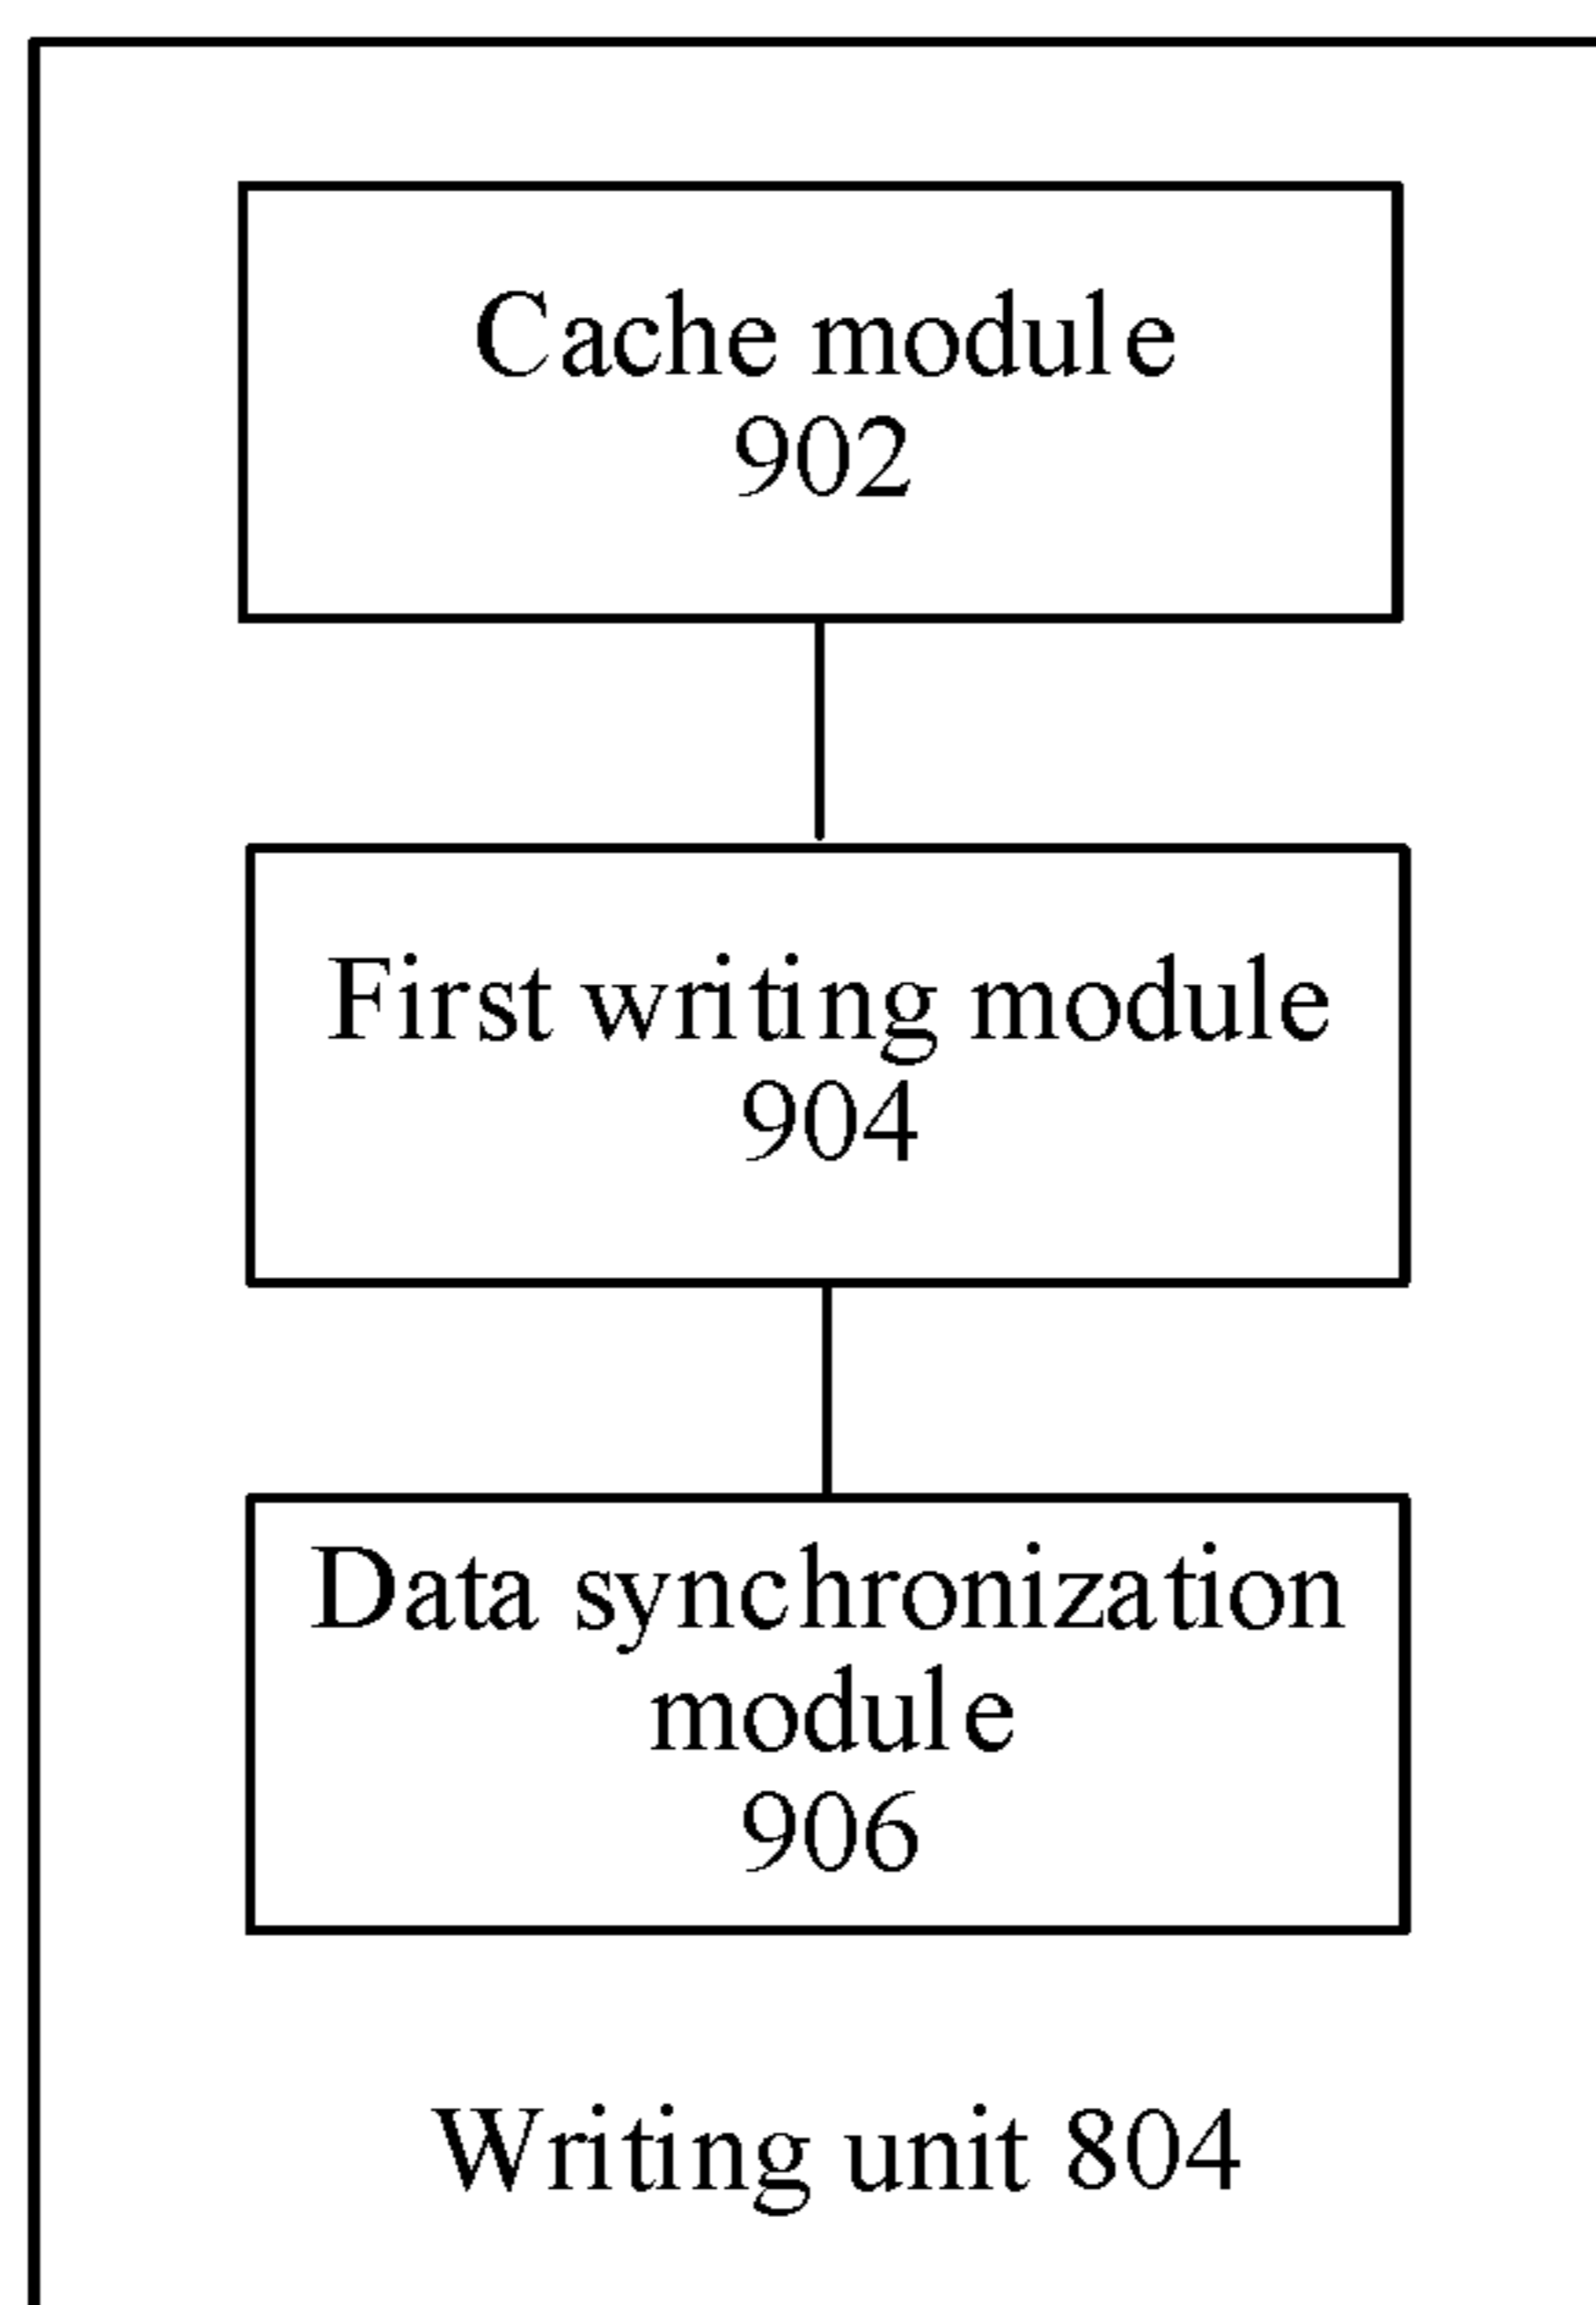 Cache module
902
First writing module
904
Data synchronization
module
906
Writing unit 804